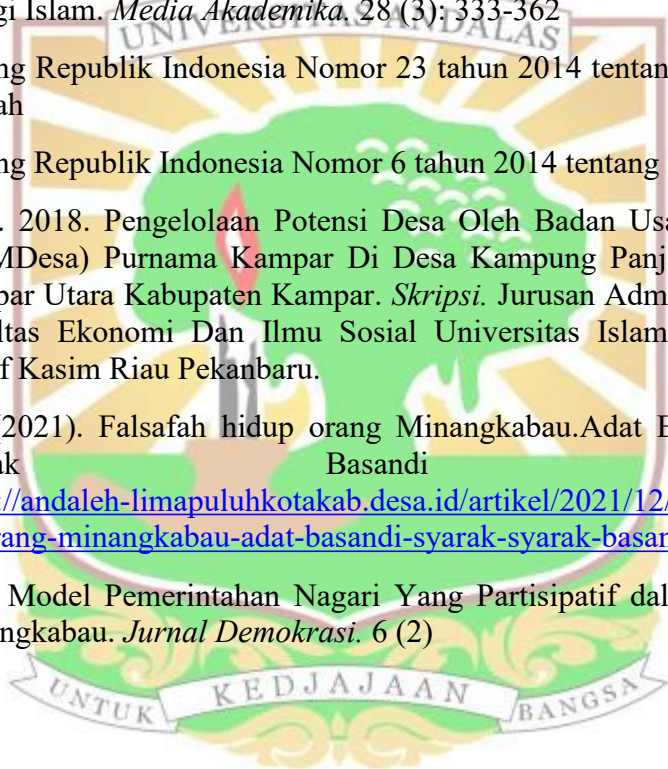 gi Islam. Media Akademika. 28 (3): 333-362
UNIVERSITAS ANDALAS
ng Republik Indonesia Nomor 23 tahun 2014 tentan
ah
ng Republik Indonesia Nomor 6 tahun 2014 tentang
. 2018. Pengelolaan Potensi Desa Oleh Badan Usa
MDesa) Purnama Kampar Di Desa Kampung Panj
par Utara Kabupaten Kampar. Skripsi. Jurusan Adm
ltas Ekonomi Dan Ilmu Sosial Universitas Islam
f Kasim Riau Pekanbaru.
(2021). Falsafah hidup orang Minangkabau.Adat B
ak Basandi
://andaleh-limapuluhkotakab.desa.id/artikel/2021/12/
rang-minangkabau-adat-basandi-syarak-syarak-basan
Model Pemerintahan Nagari Yang Partisipatif dal
ngkabau. Jurnal Demokrasi. 6 (2)
UNTUK KEDJAJAAN BANGSA